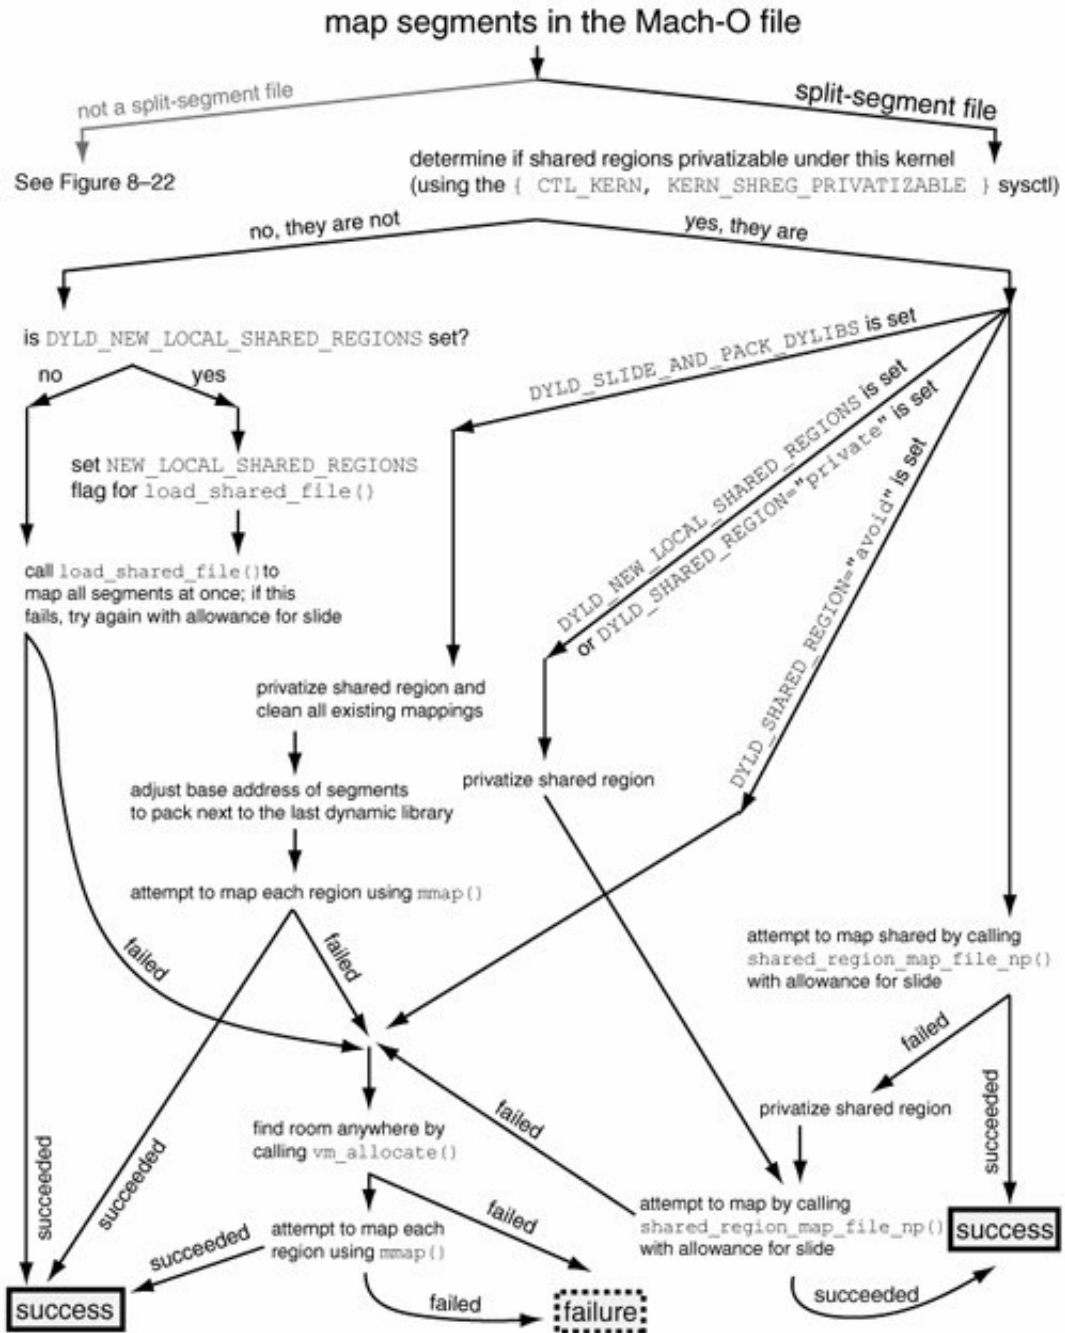 map segments in the Mach-O file
not a split-segment file
split-segment file
See Figure 8–22
determine if shared regions privatizable under this kernel
(using the { CTL_KERN, KERN_SHREG_PRIVATIZABLE } sysctl)
no, they are not
yes, they are
is DYLD_NEW_LOCAL_SHARED_REGIONS set?
no
yes
set NEW_LOCAL_SHARED_REGIONS
flag for load_shared_file()
call load_shared_file()to
map all segments at once; if this
fails, try again with allowance for slide
DYLD_SLIDE_AND_PACK_DYLIBS is set
DYLD_NEW_LOCAL_SHARED_REGIONS is set
or DYLD_SHARED_REGION="private" is set
DYLD_SHARED_REGION="avoid" is set
privatize shared region and
clean all existing mappings
adjust base address of segments
to pack next to the last dynamic library
attempt to map each region using mmap()
privatize shared region
attempt to map shared by calling
shared_region_map_file_np()
with allowance for slide
failed
failed
failed
succeeded
privatize shared region
find room anywhere by
calling vm_allocate()
failed
succeeded
succeeded
attempt to map each
region using mmap()
succeeded
failed
attempt to map by calling
shared_region_map_file_np()
with allowance for slide
success
succeeded
failed
success
failure